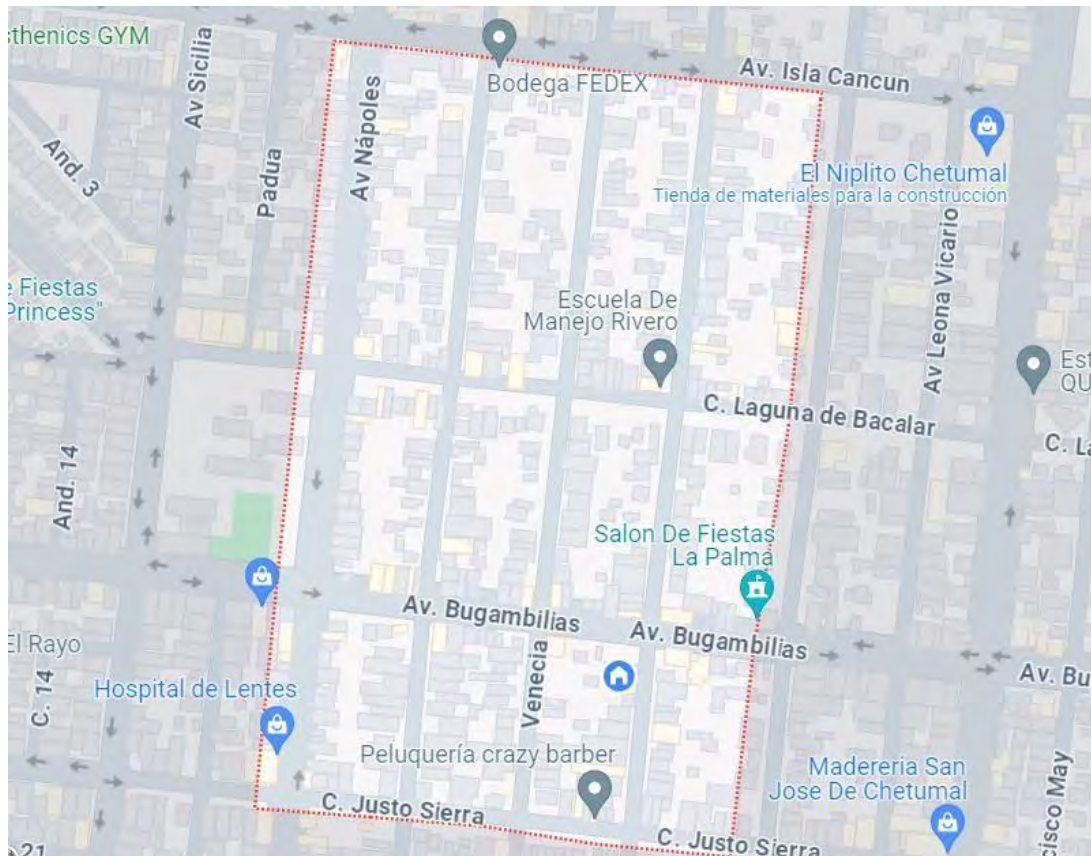 sthenics GYM
Av Sicilia
Av Nápoles
Bodega FEDEX
Av. Isla Cancun
And. 3
Padua
El Niplito Chetumal
Tienda de materiales para la construcción
Av Leona Vicario
e Fiestas
Princess"
Escuela De
Manejo Rivero
Est
QU
C. Laguna de Bacalar
C. La
And. 14
Salon De Fiestas
La Palma
Av. Bugambilias
Av. Bugambilias
El Rayo
Av. Bu
C. 14
Hospital de Lentes
Venecia
Peluquería crazy barber
Madereria San
Jose De Chetumal
cisco May
C. Justo Sierra
C. Justo Sierra
21